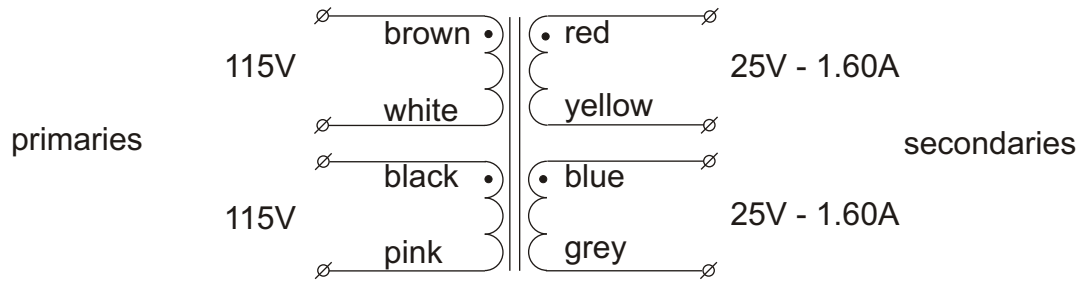 brown
red
115V
25V - 1.60A
white
yellow
primaries
secondaries
black
blue
115V
25V - 1.60A
pink
grey